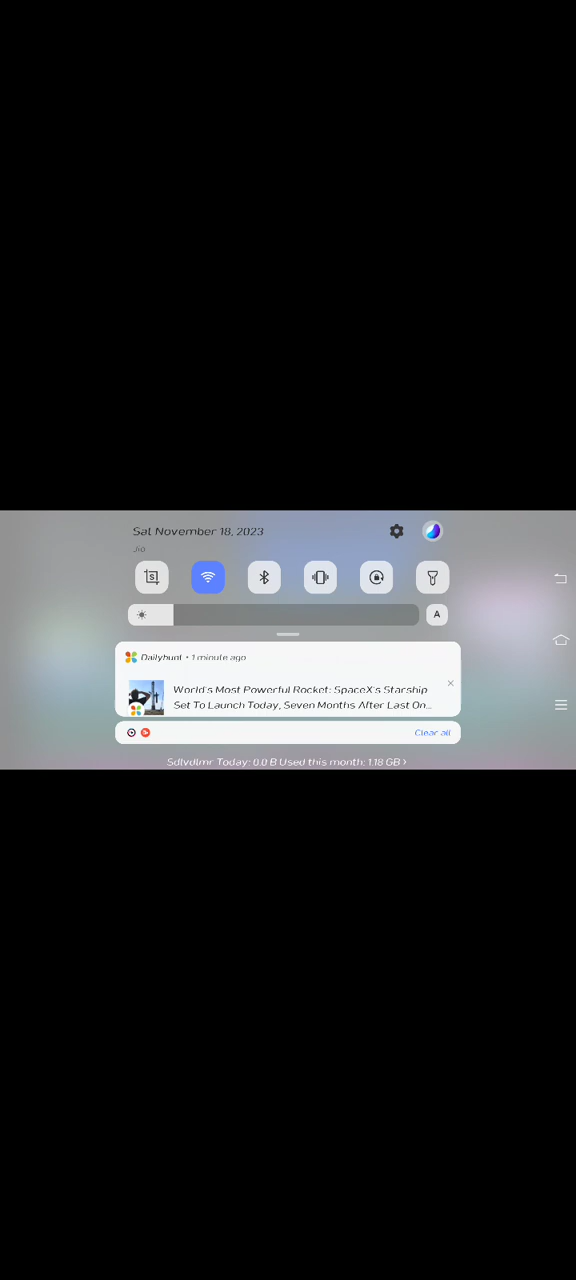 Sat November 18, 2023
Jio
A
Dailyhunt • 1 minute ago
World's Most Powerful Rocket: SpaceX's Starship
Set To Launch Today, Seven Months After Last On...
Clear all
Sdlvdlmr Today: 0.0 B Used this month: 1.18 GB ›